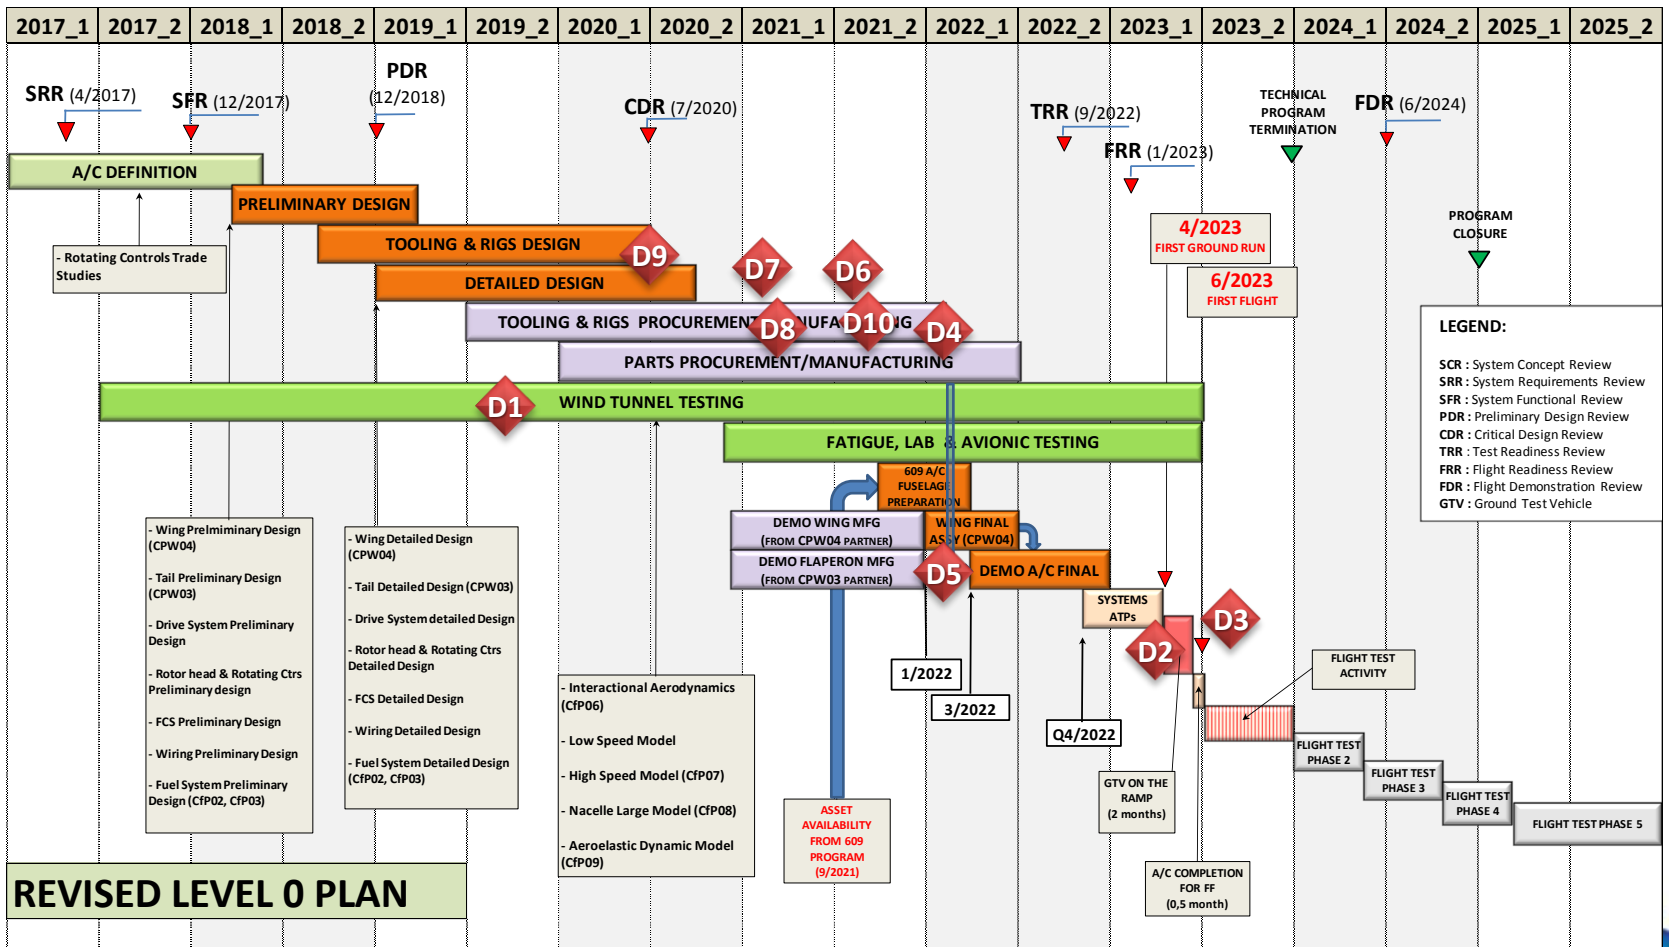 2017_1 2017_2 2018_1 2018_2 2019_1 2019_2 2020_1 2020_2 2021_1 2021_2 2022_1 2022_2 2023_1 2023_2 2024_1 2024_2 2025_1 2025_2
SRR (4/2017)
SFR (12/2017)
PDR
(12/2018)
CDR (7/2020)
TRR (9/2022)
FRR (1/2023)
TECHNICAL
PROGRAM
TERMINATION
FDR (6/2024)
A/C DEFINITION
PRELIMINARY DESIGN
TOOLING & RIGS DESIGN
D9
D7
D6
4/2023
FIRST GROUND RUN
6/2023
FIRST FLIGHT
PROGRAM
CLOSURE
- Rotating Controls Trade
Studies
DETAILED DESIGN
TOOLING & RIGS PROCUREMENT MANUFACTURING
D8
D10
D4
PARTS PROCUREMENT/MANUFACTURING
D1
WIND TUNNEL TESTING
FATIGUE, LAB & AVIONIC TESTING
LEGEND:
SCR : System Concept Review
SRR : System Requirements Review
SFR : System Functional Review
PDR : Preliminary Design Review
CDR : Critical Design Review
TRR : Test Readiness Review
FRR : Flight Readiness Review
FDR : Flight Demonstration Review
GTV : Ground Test Vehicle
609 A/C
FUSELAGE
PREPARATION
DEMO WING MFG
(FROM CPW04 PARTNER)
WING FINAL
ASSY (CPW04)
DEMO FLAPERON MFG
(FROM CPW03 PARTNER)
D5
DEMO A/C FINAL
SYSTEMS
ATPs
D2
D3
1/2022
3/2022
Q4/2022
- Wing Prelmiminary Design
(CPW04)
- Tail Preliminary Design
(CPW03)
- Drive System Preliminary
Design
- Rotor head & Rotating Ctrs
Preliminary design
- FCS Preliminary Design
- Wiring Preliminary Design
- Fuel System Preliminary
Design (CfP02, CfP03)
- Wing Detailed Design
(CPW04)
- Tail Detailed Design (CPW03)
- Drive System detailed Design
- Rotor head & Rotating Ctrs
Detailed Design
- FCS Detailed Design
- Wiring Detailed Design
- Fuel System Detailed Design
(CfP02, CfP03)
- Interactional Aerodynamics
(CfP06)
- Low Speed Model
- High Speed Model (CfP07)
- Nacelle Large Model (CfP08)
- Aeroelastic Dynamic Model
(CfP09)
ASSET
AVAILABILITY
FROM 609
PROGRAM
(9/2021)
GTV ON THE
RAMP
(2 months)
A/C COMPLETION
FOR FF
(0,5 month)
FLIGHT TEST
ACTIVITY
FLIGHT TEST
PHASE 2
FLIGHT TEST
PHASE 3
FLIGHT TEST
PHASE 4
FLIGHT TEST PHASE 5
REVISED LEVEL 0 PLAN